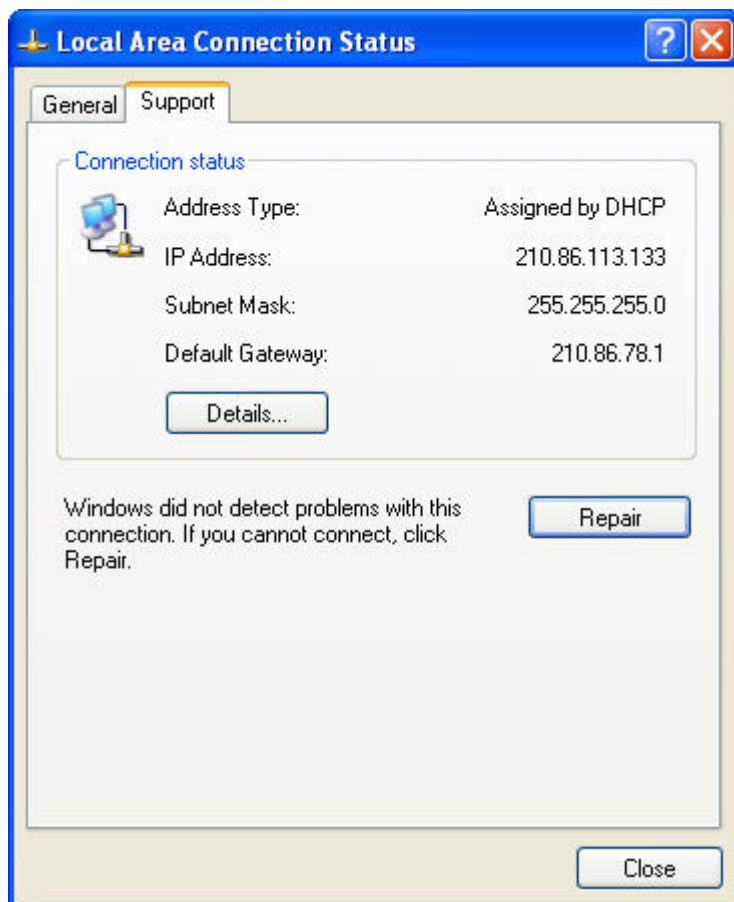 Local Area Connection Status
General
Support
Connection status
Address Type: Assigned by DHCP
IP Address: 210.86.113.133
Subnet Mask: 255.255.255.0
Default Gateway: 210.86.78.1
Details...
Windows did not detect problems with this
connection. If you cannot connect, click
Repair.
Repair
Close